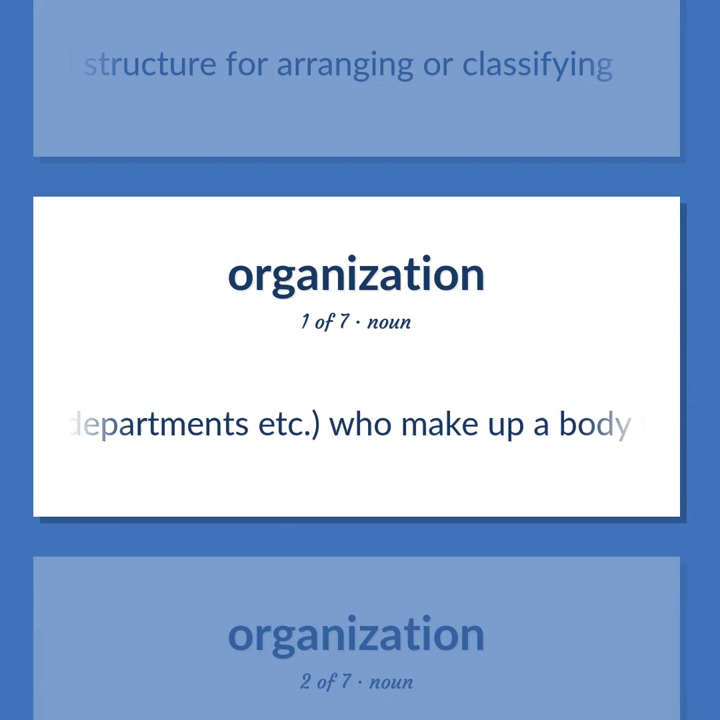 structure for arranging or classifying
organization
1 of 7 · noun
departments etc.) who make up a body
organization
2 of 7 · noun